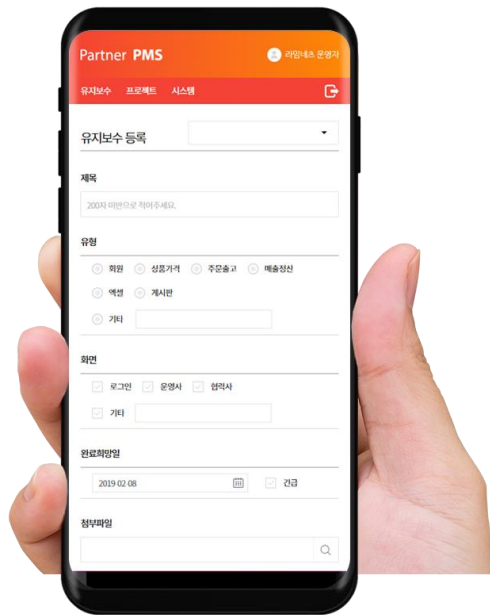 Partner PMS
라임네츠 운영자
유지보수 프로젝트 시스템
유지보수 등록
제목
200자 미만으로 적어주세요.
유형
회원 상품가격 주문출고 매출정산
엑셀 게시판
기타
화면
로그인 운영사 협력사
기타
완료희망일
2019 02 08 긴급
첨부파일